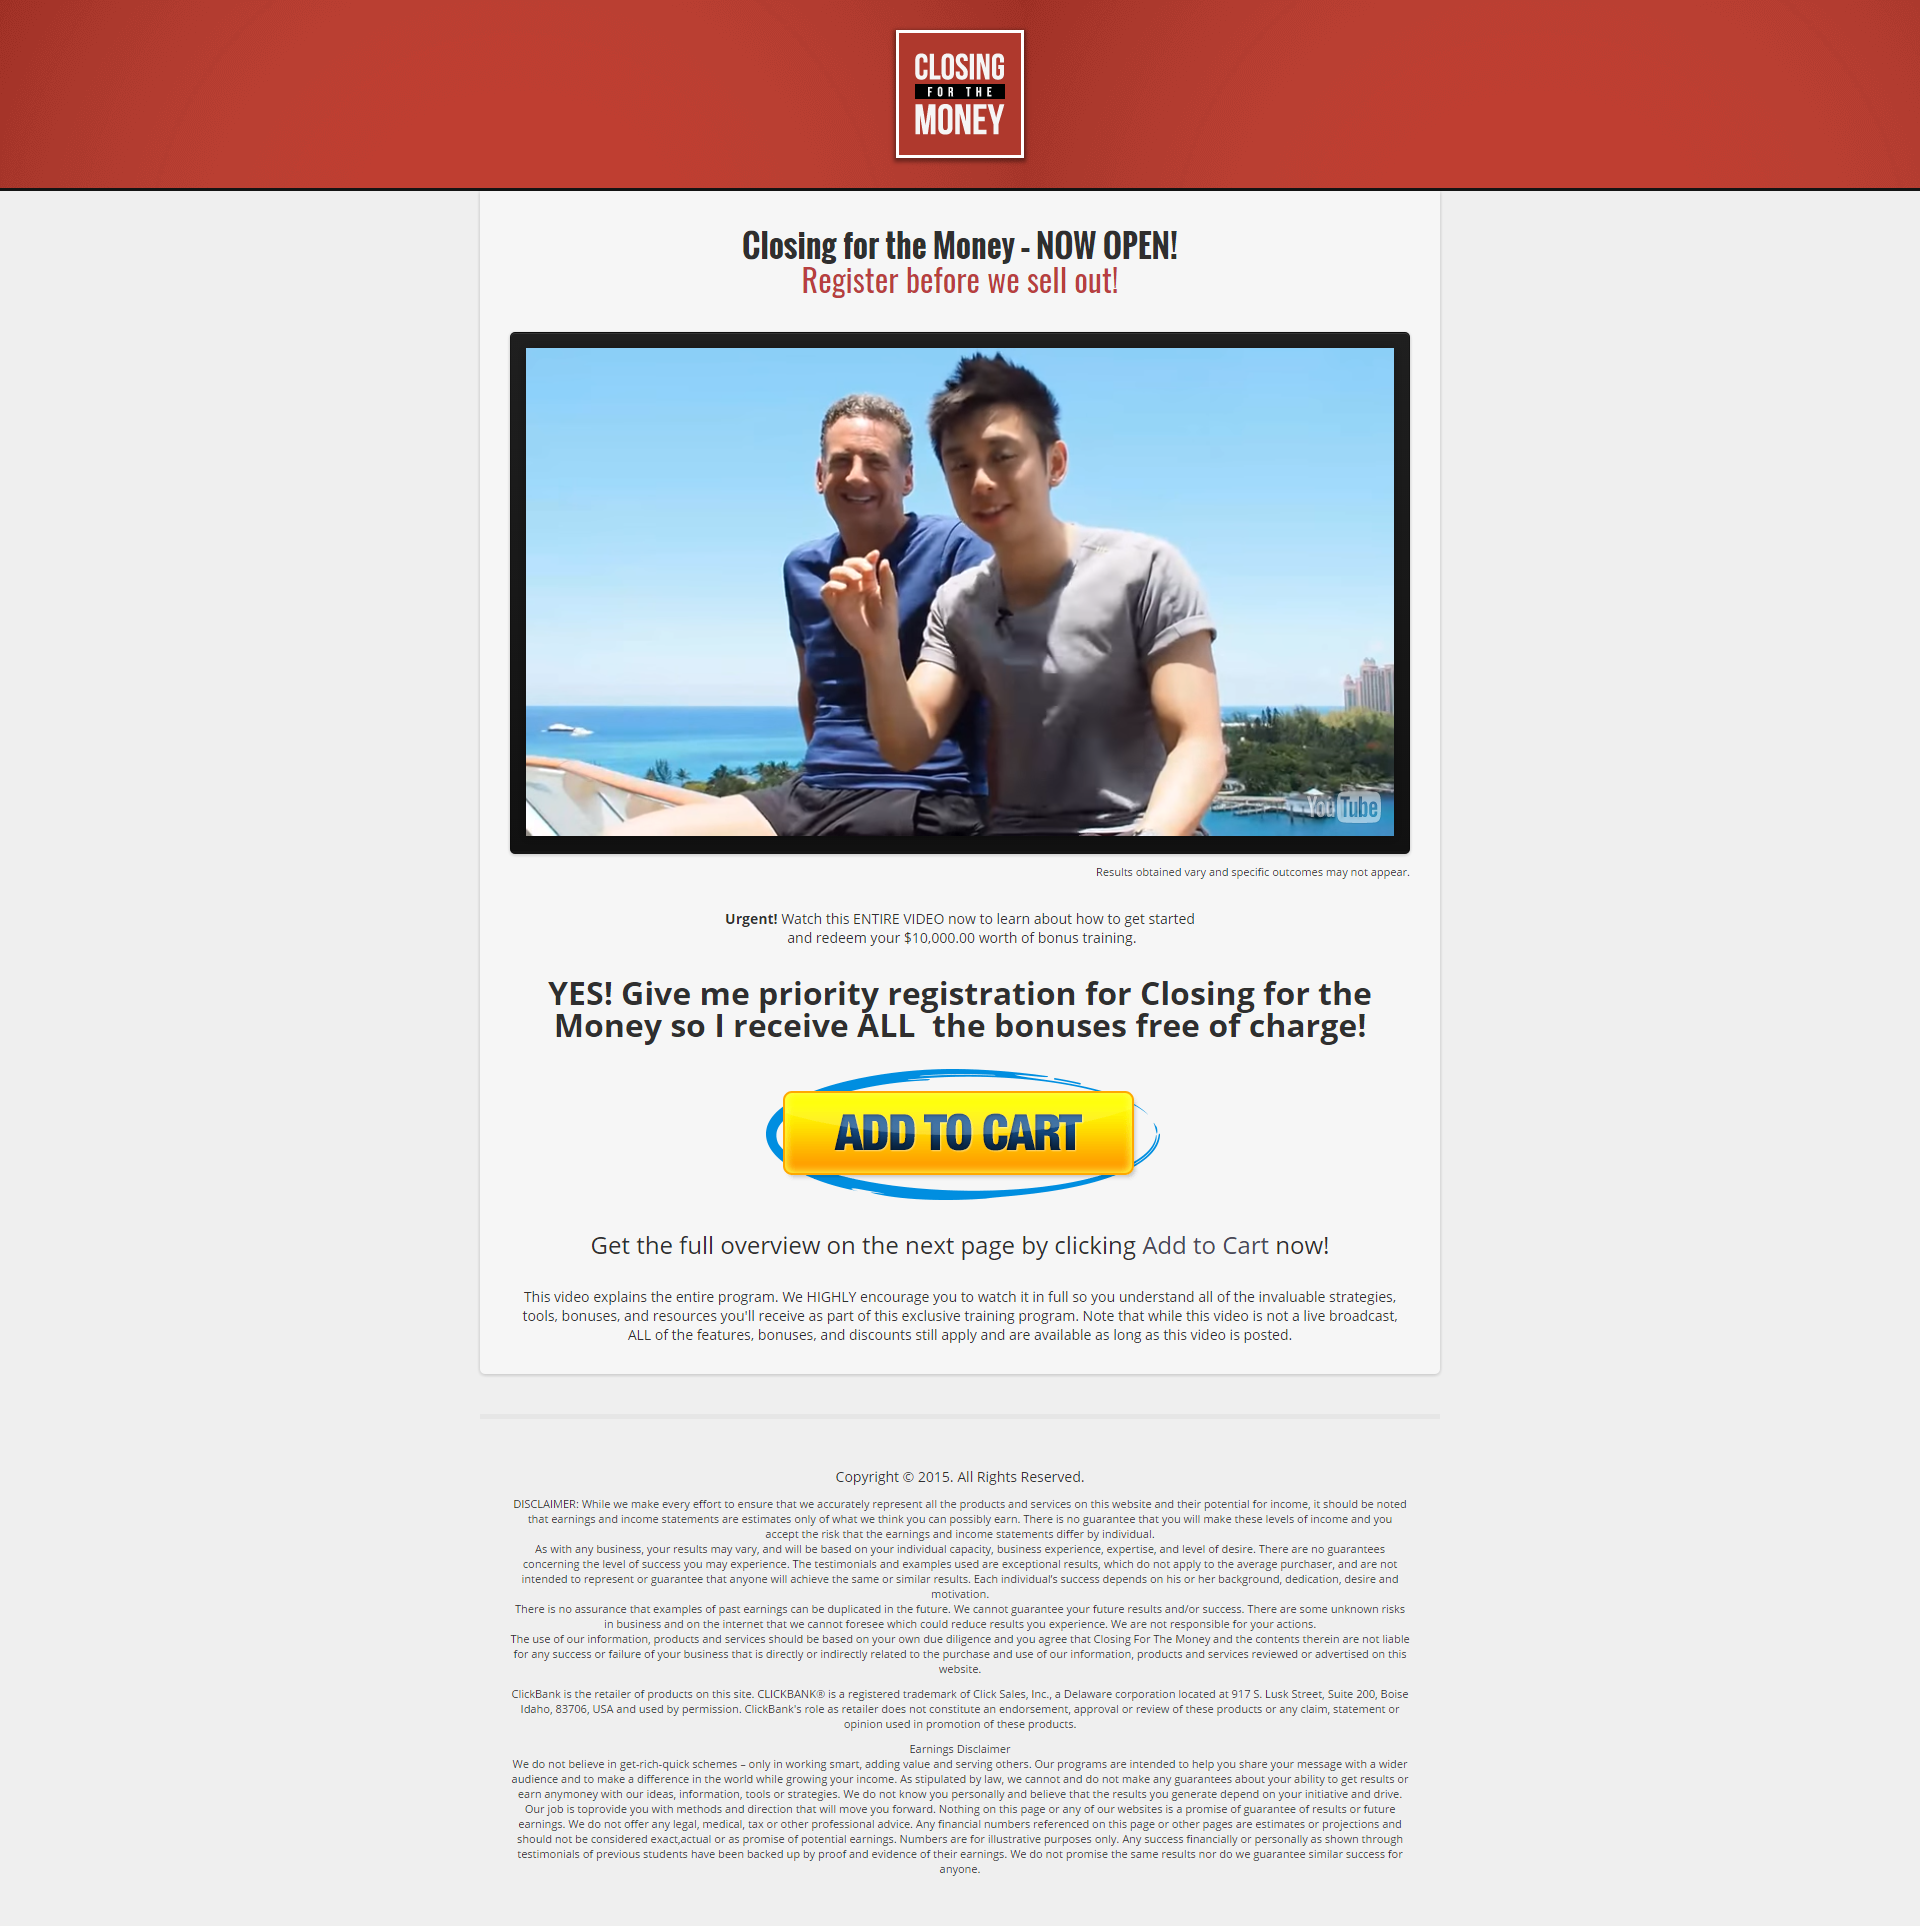 CLOSING
FOR THE
MONEY
Closing for the Money - NOW OPEN!
Register before we sell out!
YouTube
Results obtained vary and specific outcomes may not appear.
Urgent! Watch this ENTIRE VIDEO now to learn about how to get started
and redeem your $10,000.00 worth of bonus training.
YES! Give me priority registration for Closing for the
Money so I receive ALL  the bonuses free of charge!
ADD TO CART
Get the full overview on the next page by clicking Add to Cart now!
This video explains the entire program. We HIGHLY encourage you to watch it in full so you understand all of the invaluable strategies,
tools, bonuses, and resources you'll receive as part of this exclusive training program. Note that while this video is not a live broadcast,
ALL of the features, bonuses, and discounts still apply and are available as long as this video is posted.
Copyright © 2015. All Rights Reserved.
DISCLAIMER: While we make every effort to ensure that we accurately represent all the products and services on this website and their potential for income, it should be noted
that earnings and income statements are estimates only of what we think you can possibly earn. There is no guarantee that you will make these levels of income and you
accept the risk that the earnings and income statements differ by individual.
As with any business, your results may vary, and will be based on your individual capacity, business experience, expertise, and level of desire. There are no guarantees
concerning the level of success you may experience. The testimonials and examples used are exceptional results, which do not apply to the average purchaser, and are not
intended to represent or guarantee that anyone will achieve the same or similar results. Each individual's success depends on his or her background, dedication, desire and
motivation.
There is no assurance that examples of past earnings can be duplicated in the future. We cannot guarantee your future results and/or success. There are some unknown risks
in business and on the internet that we cannot foresee which could reduce results you experience. We are not responsible for your actions.
The use of our information, products and services should be based on your own due diligence and you agree that Closing For The Money and the contents therein are not liable
for any success or failure of your business that is directly or indirectly related to the purchase and use of our information, products and services reviewed or advertised on this
website.
ClickBank is the retailer of products on this site. CLICKBANK® is a registered trademark of Click Sales, Inc., a Delaware corporation located at 917 S. Lusk Street, Suite 200, Boise
Idaho, 83706, USA and used by permission. ClickBank's role as retailer does not constitute an endorsement, approval or review of these products or any claim, statement or
opinion used in promotion of these products.
Earnings Disclaimer
We do not believe in get-rich-quick schemes – only in working smart, adding value and serving others. Our programs are intended to help you share your message with a wider
audience and to make a difference in the world while growing your income. As stipulated by law, we cannot and do not make any guarantees about your ability to get results or
earn anymoney with our ideas, information, tools or strategies. We do not know you personally and believe that the results you generate depend on your initiative and drive.
Our job is toprovide you with methods and direction that will move you forward. Nothing on this page or any of our websites is a promise of guarantee of results or future
earnings. We do not offer any legal, medical, tax or other professional advice. Any financial numbers referenced on this page or other pages are estimates or projections and
should not be considered exact,actual or as promise of potential earnings. Numbers are for illustrative purposes only. Any success financially or personally as shown through
testimonials of previous students have been backed up by proof and evidence of their earnings. We do not promise the same results nor do we guarantee similar success for
anyone.